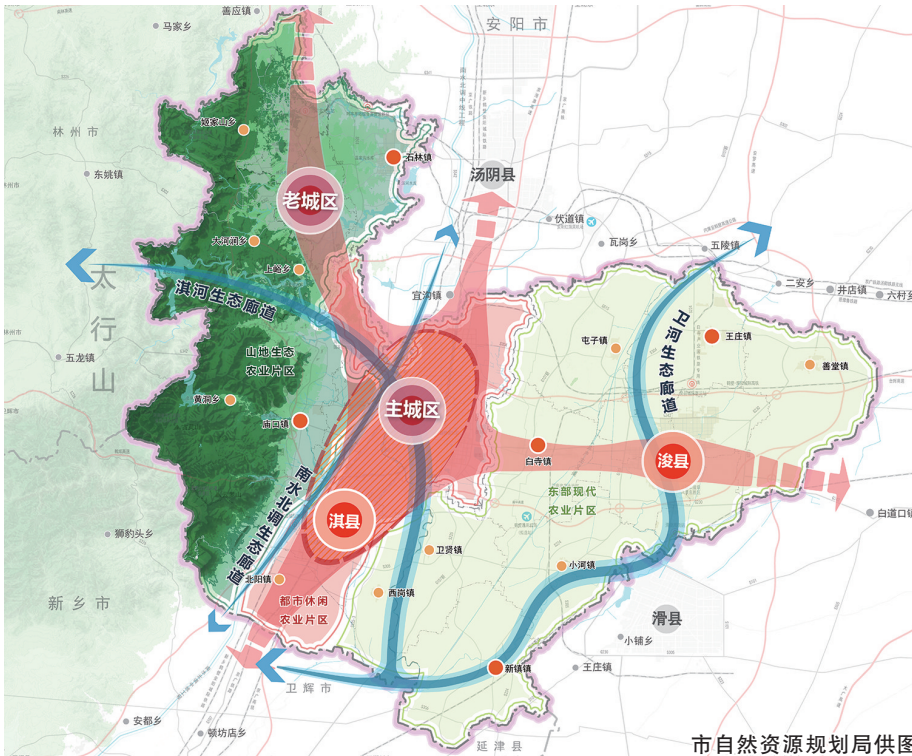 善应镇
马家乡
安阳市
南水北调中线工程
林州市
姬家山乡
石林镇
东姚镇
汤阴县
老城区
伏道镇
大河涧乡
瓦岗乡
五陵镇
上峪乡
太行山
二安乡
井店镇
六村乡
宜沟镇
淇河生态廊道
卫河生态廊道
王庄镇
屯子镇
山地生态
农业片区
五龙镇
善堂镇
黄洞乡
主城区
庙口镇
白寺镇
浚县
南水北调生态廊道
东部现代
农业片区
淇县
白道口镇
狮豹头乡
卫贤镇
小河镇
北阳镇
西岗镇
新乡市
都市休闲
农业片区
滑县
小铺乡
新镇镇
王庄镇
卫辉市
安都乡
顿坊店乡
延津县
市自然资源规划局供图